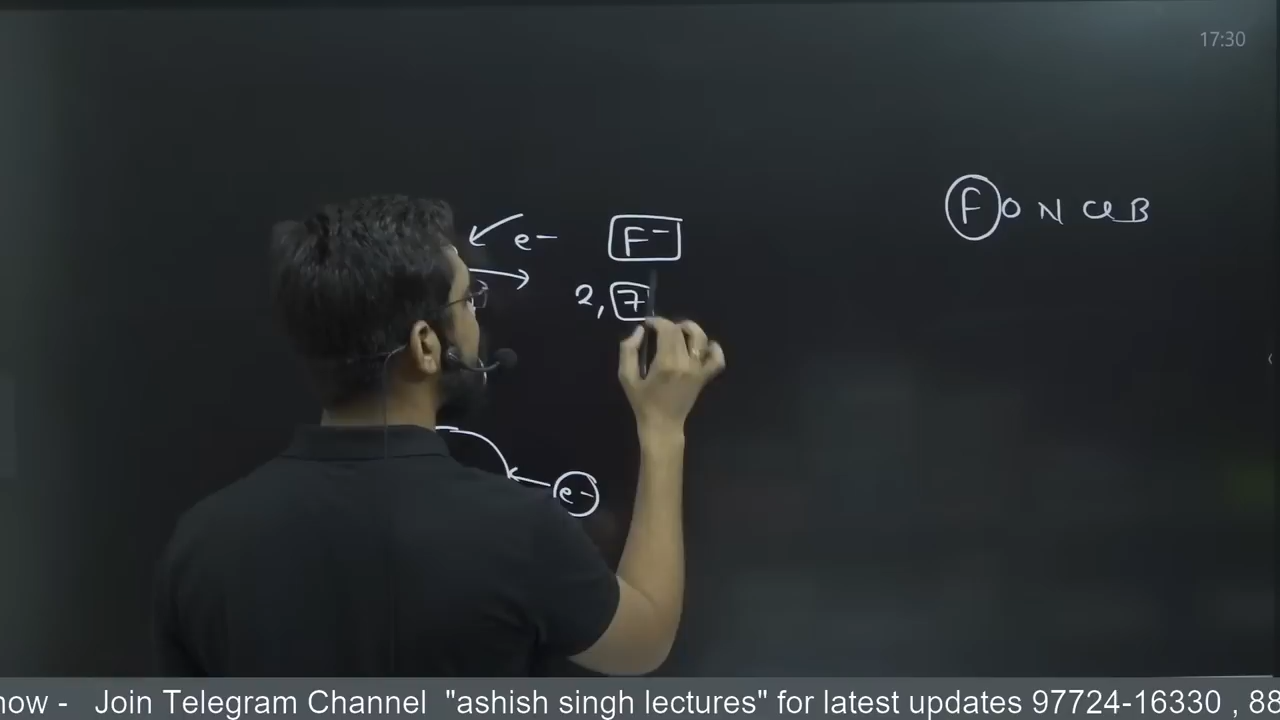 17:30
F O N Cl B
e-
F-
2, 7
e-
now - Join Telegram Channel "ashish singh lectures" for latest updates 97724-16330 , 88